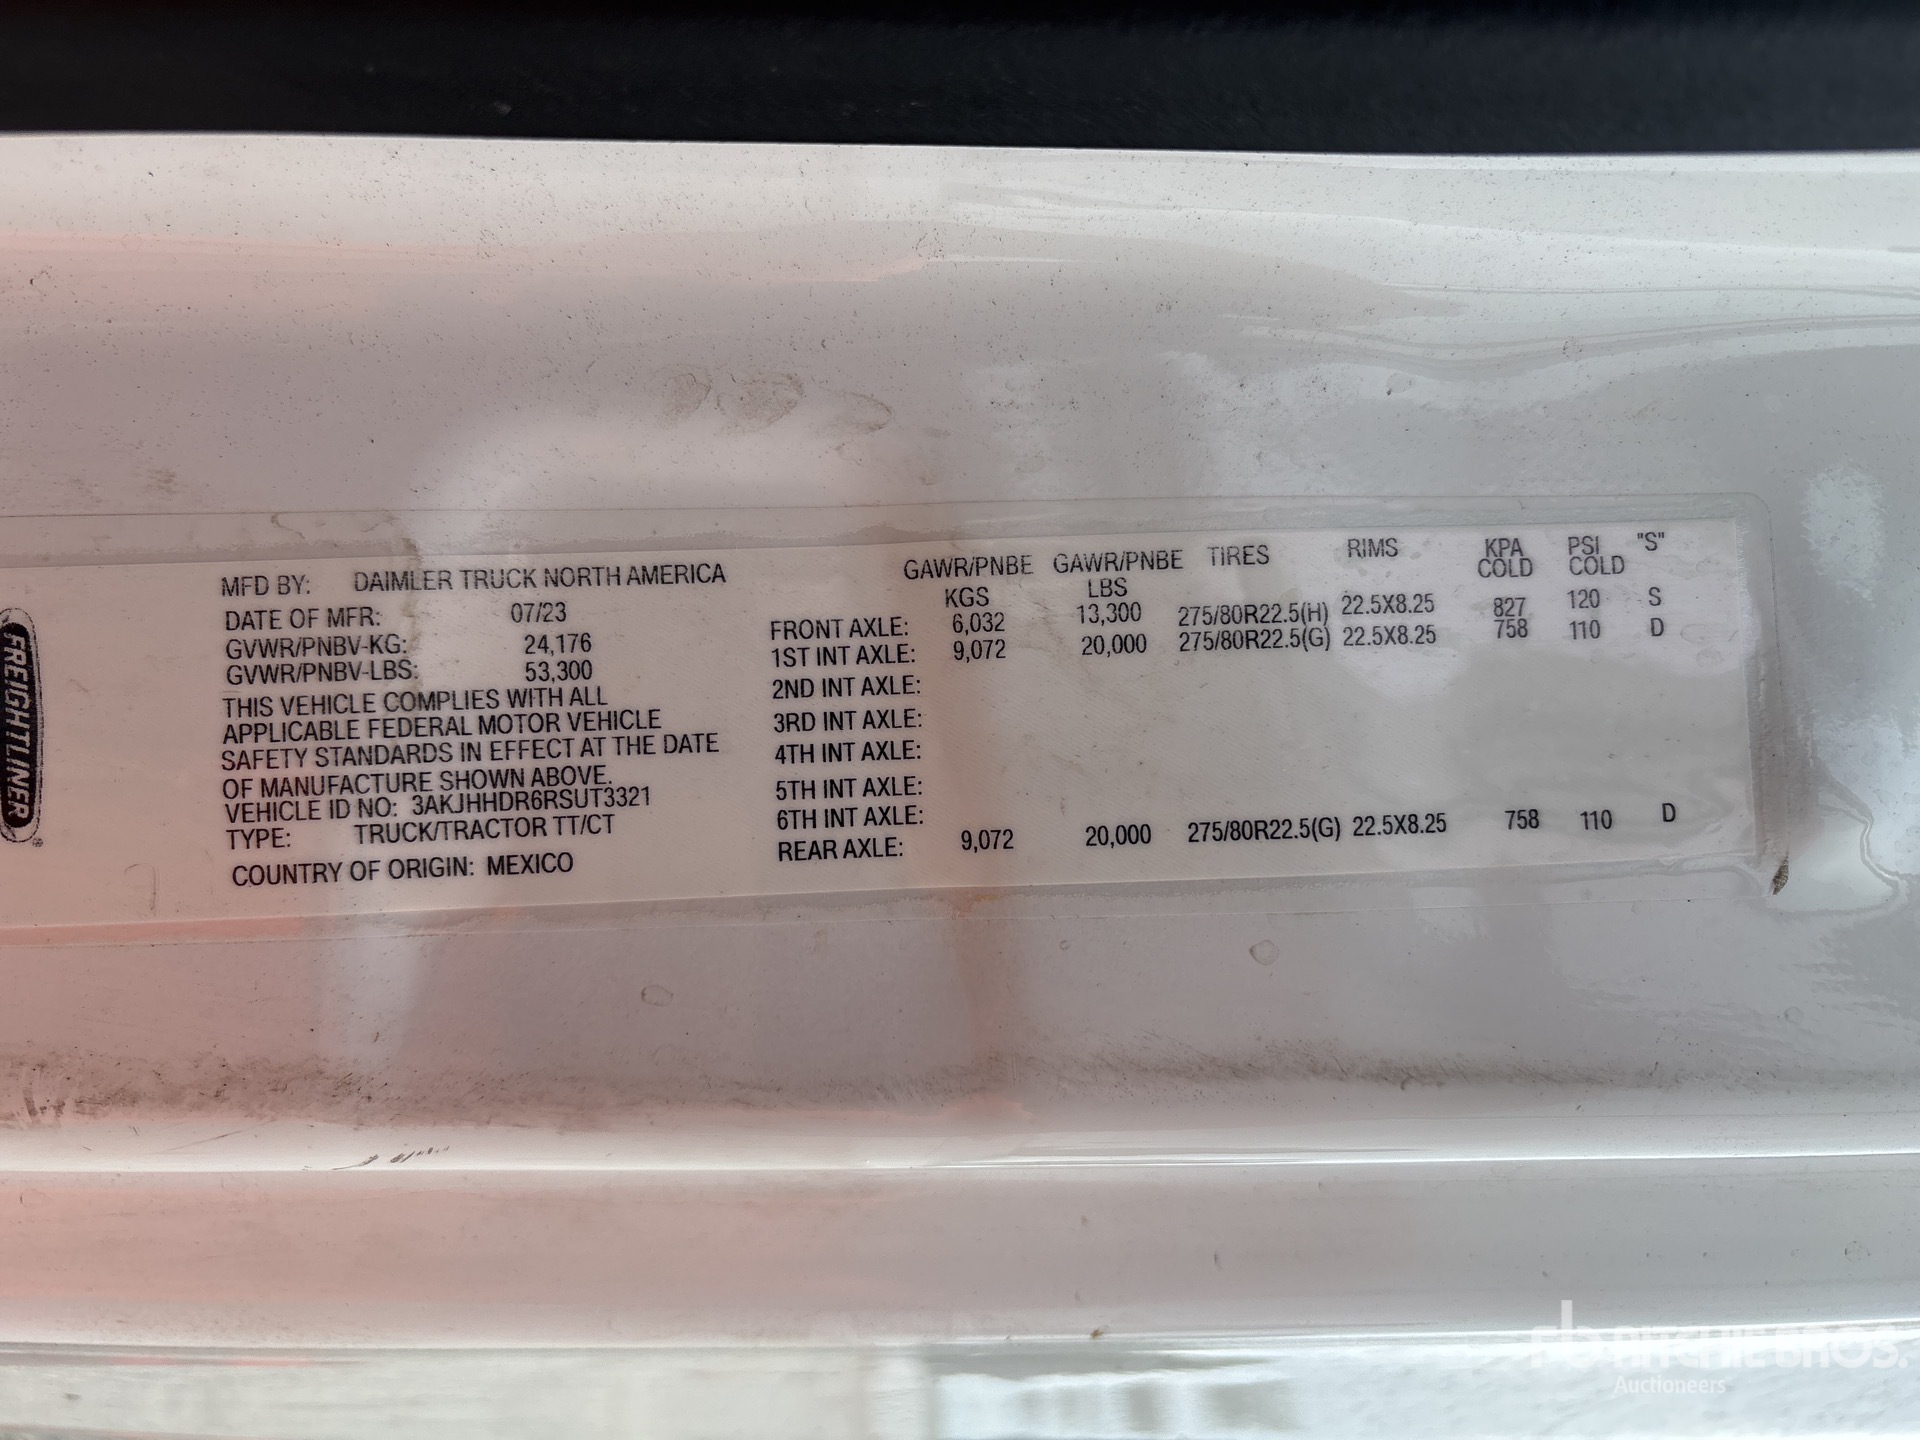 FREIGHTLINER®
MFD BY: DAIMLER TRUCK NORTH AMERICA
DATE OF MFR: 07/23
GVWR/PNBV-KG: 24,176
GVWR/PNBV-LBS: 53,300
THIS VEHICLE COMPLIES WITH ALL
APPLICABLE FEDERAL MOTOR VEHICLE
SAFETY STANDARDS IN EFFECT AT THE DATE
OF MANUFACTURE SHOWN ABOVE.
VEHICLE ID NO: 3AKJHHDR6RSUT3321
TYPE: TRUCK/TRACTOR TT/CT
COUNTRY OF ORIGIN: MEXICO
GAWR/PNBE GAWR/PNBE TIRES RIMS KPA PSI "S"
KGS LBS COLD COLD
FRONT AXLE: 6,032 13,300 275/80R22.5(H) 22.5X8.25 827 120 S
1ST INT AXLE: 9,072 20,000 275/80R22.5(G) 22.5X8.25 758 110 D
2ND INT AXLE:
3RD INT AXLE:
4TH INT AXLE:
5TH INT AXLE:
6TH INT AXLE:
REAR AXLE: 9,072 20,000 275/80R22.5(G) 22.5X8.25 758 110 D
rb RITCHIE BROS.
Auctioneers